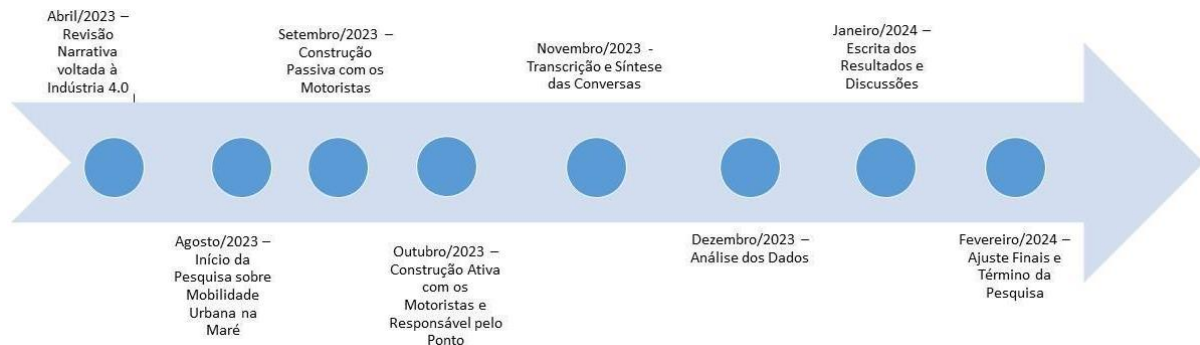 Abril/2023 –
Revisão
Narrativa
voltada à
Indústria 4.0
Agosto/2023 –
Início da
Pesquisa sobre
Mobilidade
Urbana na
Maré
Setembro/2023 –
Construção
Passiva com os
Motoristas
Outubro/2023 –
Construção Ativa
com os
Motoristas e
Responsável pelo
Ponto
Novembro/2023 -
Transcrição e Síntese
das Conversas
Dezembro/2023 –
Análise dos Dados
Janeiro/2024 –
Escrita dos
Resultados e
Discussões
Fevereiro/2024 –
Ajuste Finais e
Término da
Pesquisa